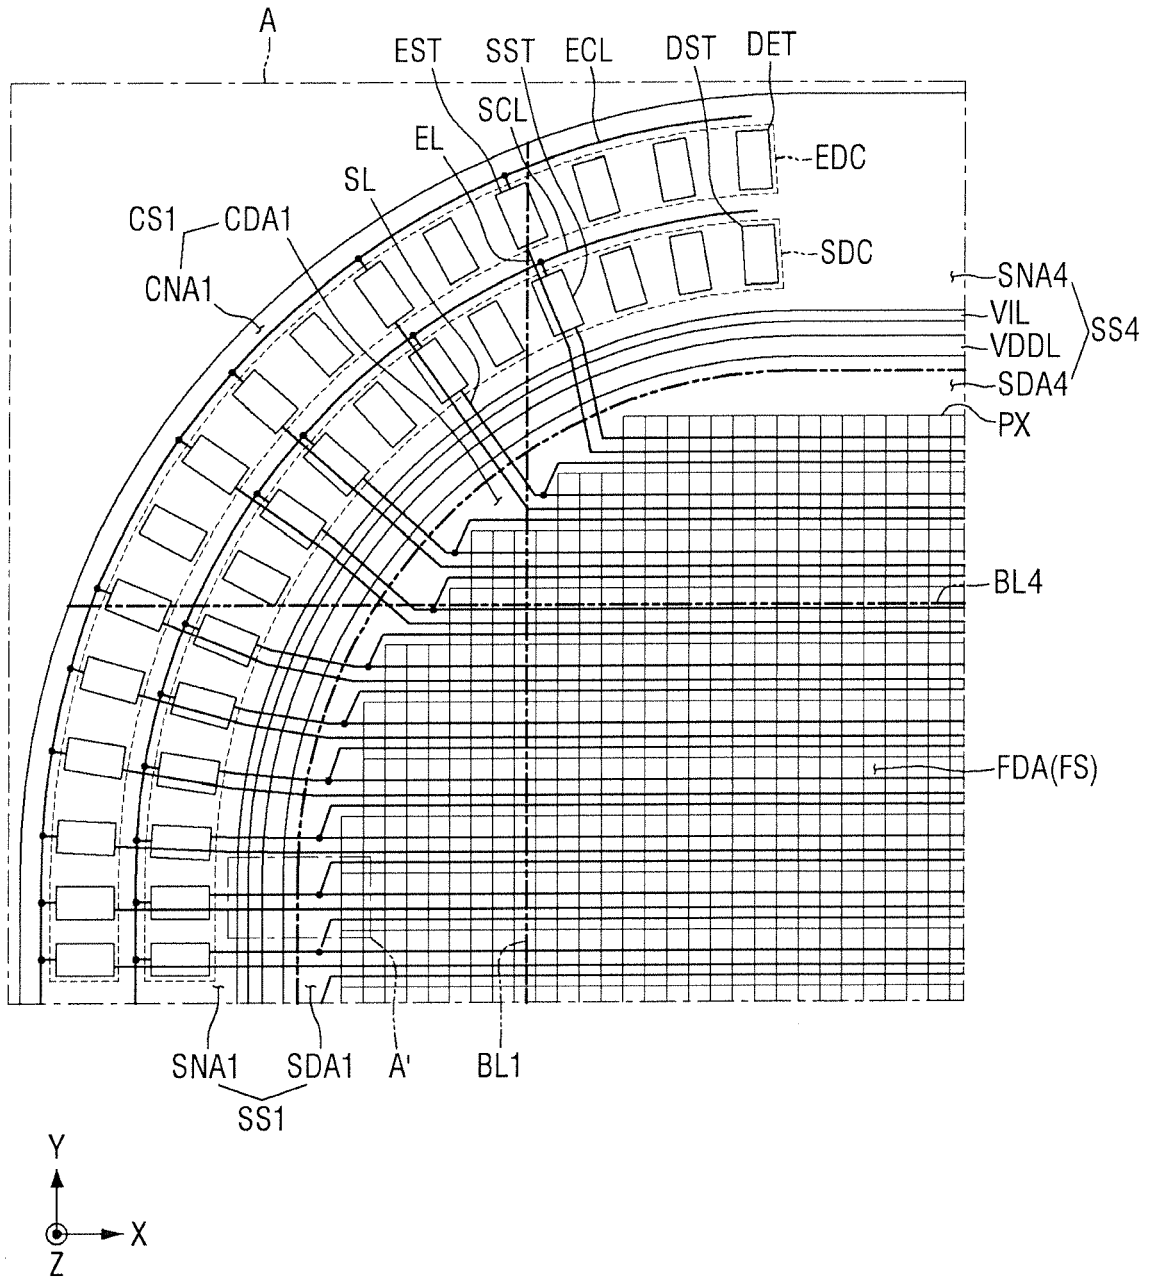 A
EST SST ECL DST DET
SCL
EL
SL
EDC
CS1 CDA1
SDC
CNA1
SNA4
VIL
SS4
VDDL
SDA4
PX
BL4
FDA(FS)
SNA1 SDA1 A' BL1
SS1
Y
X
Z